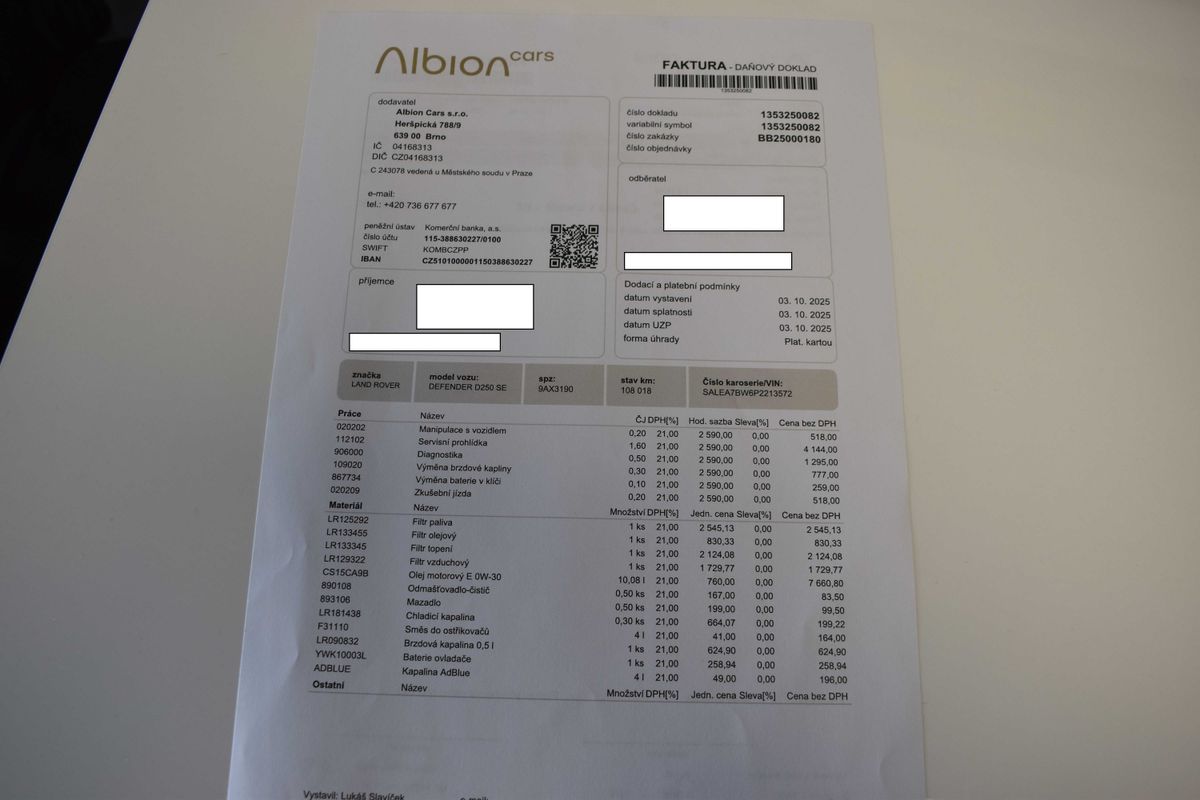 Albion cars
FAKTURA - DAŇOVÝ DOKLAD
1353250082
dodavatel
Albion Cars s.r.o.
Heršpická 788/9
639 00 Brno
IČ 04168313
DIČ CZ04168313
C 243078 vedená u Městského soudu v Praze
e-mail:
tel.: +420 736 677 677
peněžní ústav Komerční banka, a.s.
číslo účtu 115-388630227/0100
SWIFT KOMBCZPP
IBAN CZ5101000001150388630227
číslo dokladu 1353250082
variabilní symbol 1353250082
číslo zakázky BB25000180
číslo objednávky
odběratel
příjemce
Dodací a platební podmínky
datum vystavení 03. 10. 2025
datum splatnosti 03. 10. 2025
datum UZP 03. 10. 2025
forma úhrady Plat. kartou
značka model vozu: spz: stav km: Číslo karoserie/VIN:
LAND ROVER DEFENDER D250 SE 9AX3190 108 018 SALEA7BW6P2213572
Práce Název ČJ DPH[%] Hod. sazba Sleva[%] Cena bez DPH
020202 Manipulace s vozidlem 0,20 21,00 2 590,00 0,00 518,00
112102 Servisní prohlídka 1,60 21,00 2 590,00 0,00 4 144,00
906000 Diagnostika 0,50 21,00 2 590,00 0,00 1 295,00
109020 Výměna brzdové kapliny 0,30 21,00 2 590,00 0,00 777,00
867734 Výměna baterie v klíči 0,10 21,00 2 590,00 0,00 259,00
020209 Zkušební jízda 0,20 21,00 2 590,00 0,00 518,00
Materiál Název Množství DPH[%] Jedn. cena Sleva[%] Cena bez DPH
LR125292 Filtr paliva 1 ks 21,00 2 545,13 0,00 2 545,13
LR133455 Filtr olejový 1 ks 21,00 830,33 0,00 830,33
LR133345 Filtr topení 1 ks 21,00 2 124,08 0,00 2 124,08
LR129322 Filtr vzduchový 1 ks 21,00 1 729,77 0,00 1 729,77
CS15CA9B Olej motorový E 0W-30 10,08 l 21,00 760,00 0,00 7 660,80
890108 Odmašťovadlo-čistič 0,50 ks 21,00 167,00 0,00 83,50
893106 Mazadlo 0,50 ks 21,00 199,00 0,00 99,50
LR181438 Chladicí kapalina 0,30 ks 21,00 664,07 0,00 199,22
F31110 Směs do ostřikovačů 4 l 21,00 41,00 0,00 164,00
LR090832 Brzdová kapalina 0,5 l 1 ks 21,00 624,90 0,00 624,90
YWK10003L Baterie ovladače 1 ks 21,00 258,94 0,00 258,94
ADBLUE Kapalina AdBlue 4 l 21,00 49,00 0,00 196,00
Ostatní Název Množství DPH[%] Jedn. cena Sleva[%] Cena bez DPH
Vystavil: Lukáš Slavíček e-mail: